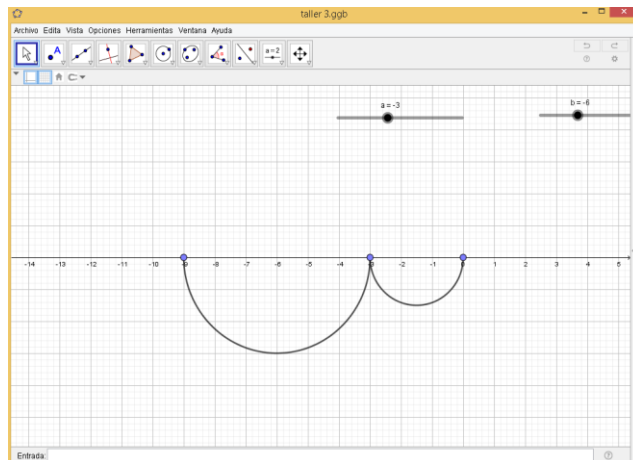 taller 3.ggb
Archivo Edita Vista Opciones Herramientas Ventana Ayuda
A
a=2
a = -3
b = -6
-14 -13 -12 -11 -10 -9 -8 -7 -6 -5 -4 -3 -2 -1 0 1 2 3 4 5
Entrada: